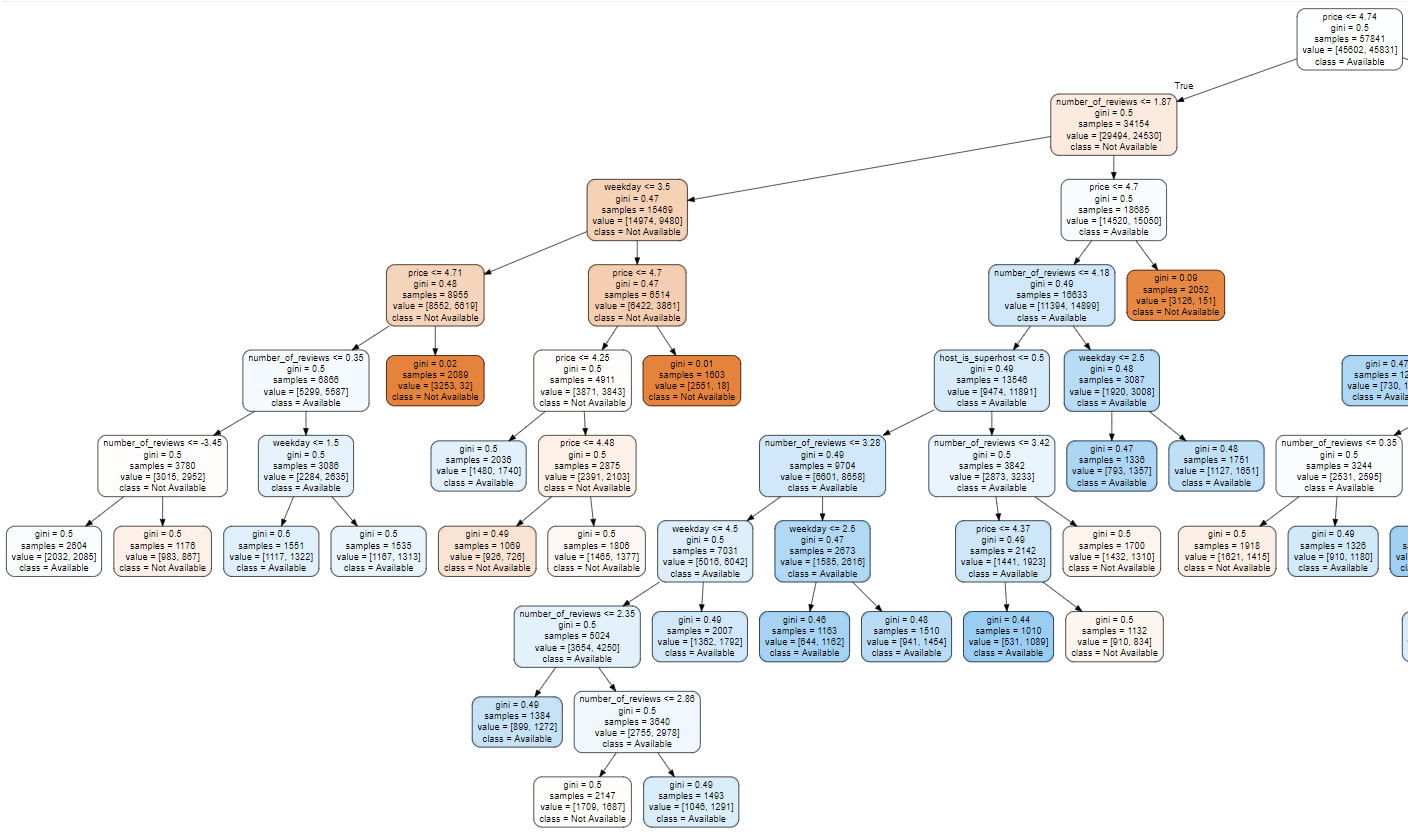 price <= 4.74
gini = 0.5
samples = 57841
value = [45602, 45831]
class = Available
True
number_of_reviews <= 1.87
gini = 0.5
samples = 34154
value = [29494, 24530]
class = Not Available
weekday <= 3.5
gini = 0.47
samples = 15469
value = [14974, 9480]
class = Not Available
price <= 4.7
gini = 0.5
samples = 18685
value = [14520, 15050]
class = Available
price <= 4.71
gini = 0.48
samples = 8955
value = [8552, 5619]
class = Not Available
price <= 4.7
gini = 0.47
samples = 6514
value = [6422, 3861]
class = Not Available
number_of_reviews <= 4.18
gini = 0.49
samples = 16633
value = [11394, 14899]
class = Available
gini = 0.09
samples = 2052
value = [3126, 151]
class = Not Available
number_of_reviews <= 0.35
gini = 0.5
samples = 6866
value = [5299, 5587]
class = Available
gini = 0.02
samples = 2089
value = [3253, 32]
class = Not Available
price <= 4.25
gini = 0.5
samples = 4911
value = [3871, 3843]
class = Not Available
gini = 0.01
samples = 1603
value = [2551, 18]
class = Not Available
host_is_superhost <= 0.5
gini = 0.49
samples = 13546
value = [9474, 11891]
class = Available
weekday <= 2.5
gini = 0.48
samples = 3087
value = [1920, 3008]
class = Available
gini = 0.47
value = [730, 1
number_of_reviews <= -3.45
gini = 0.5
samples = 3780
value = [3015, 2952]
class = Not Available
weekday <= 1.5
gini = 0.5
samples = 3086
value = [2284, 2635]
class = Available
gini = 0.5
samples = 2036
value = [1480, 1740]
class = Available
price <= 4.48
gini = 0.5
samples = 2875
value = [2391, 2103]
class = Not Available
number_of_reviews <= 3.28
gini = 0.49
samples = 9704
value = [6601, 8658]
class = Available
number_of_reviews <= 3.42
gini = 0.5
samples = 3842
value = [2873, 3233]
class = Available
gini = 0.47
samples = 1336
value = [793, 1357]
class = Available
gini = 0.48
samples = 1751
value = [1127, 1651]
class = Available
number_of_reviews <= 0.35
gini = 0.5
samples = 3244
value = [2531, 2595]
class = Available
gini = 0.5
samples = 2604
value = [2032, 2085]
class = Available
gini = 0.5
samples = 1176
value = [983, 867]
class = Not Available
gini = 0.5
samples = 1551
value = [1117, 1322]
class = Available
gini = 0.5
samples = 1535
value = [1167, 1313]
class = Available
gini = 0.49
samples = 1069
value = [926, 726]
class = Not Available
gini = 0.5
samples = 1806
value = [1465, 1377]
class = Not Available
weekday <= 4.5
gini = 0.5
samples = 7031
value = [5016, 6042]
class = Available
weekday <= 2.5
gini = 0.47
samples = 2673
value = [1585, 2616]
class = Available
price <= 4.37
gini = 0.49
samples = 2142
value = [1441, 1923]
class = Available
gini = 0.5
samples = 1700
value = [1432, 1310]
class = Not Available
gini = 0.5
samples = 1918
value = [1621, 1415]
class = Not Available
gini = 0.49
samples = 1326
value = [910, 1180]
class = Available
number_of_reviews <= 2.35
gini = 0.5
samples = 5024
value = [3654, 4250]
class = Available
gini = 0.49
samples = 2007
value = [1362, 1792]
class = Available
gini = 0.46
samples = 1163
value = [644, 1162]
class = Available
gini = 0.48
samples = 1510
value = [941, 1454]
class = Available
gini = 0.44
samples = 1010
value = [531, 1089]
class = Available
gini = 0.5
samples = 1132
value = [910, 834]
class = Not Available
gini = 0.49
samples = 1384
value = [899, 1272]
class = Available
number_of_reviews <= 2.86
gini = 0.5
samples = 3640
value = [2755, 2978]
class = Available
gini = 0.5
samples = 2147
value = [1709, 1687]
class = Not Available
gini = 0.49
samples = 1493
value = [1046, 1291]
class = Available